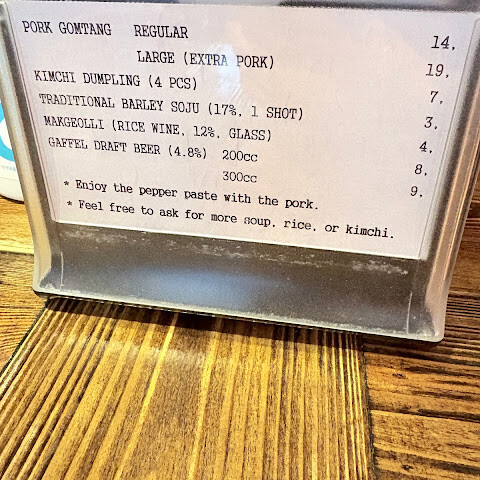 PORK GOMTANG REGULAR 14.
LARGE (EXTRA PORK) 19.
KIMCHI DUMPLING (4 PCS) 7.
TRADITIONAL BARLEY SOJU (17%, 1 SHOT) 3.
MAKGEOLLI (RICE WINE, 12%, GLASS) 4.
GAFFEL DRAFT BEER (4.8%) 200cc 8.
300cc 9.
* Enjoy the pepper paste with the pork.
* Feel free to ask for more soup, rice, or kimchi.